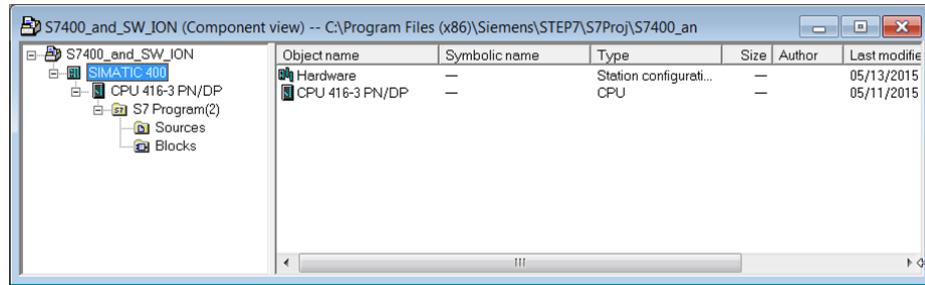 S7400_and_SW_ION (Component view) -- C:\Program Files (x86)\Siemens\STEP7\S7Proj\S7400_an
S7400_and_SW_ION
SIMATIC 400
CPU 416-3 PN/DP
S7 Program(2)
Sources
Blocks
Object name Symbolic name Type Size Author Last modifie
Hardware — Station configurati... — 05/13/2015
CPU 416-3 PN/DP — CPU — 05/11/2015